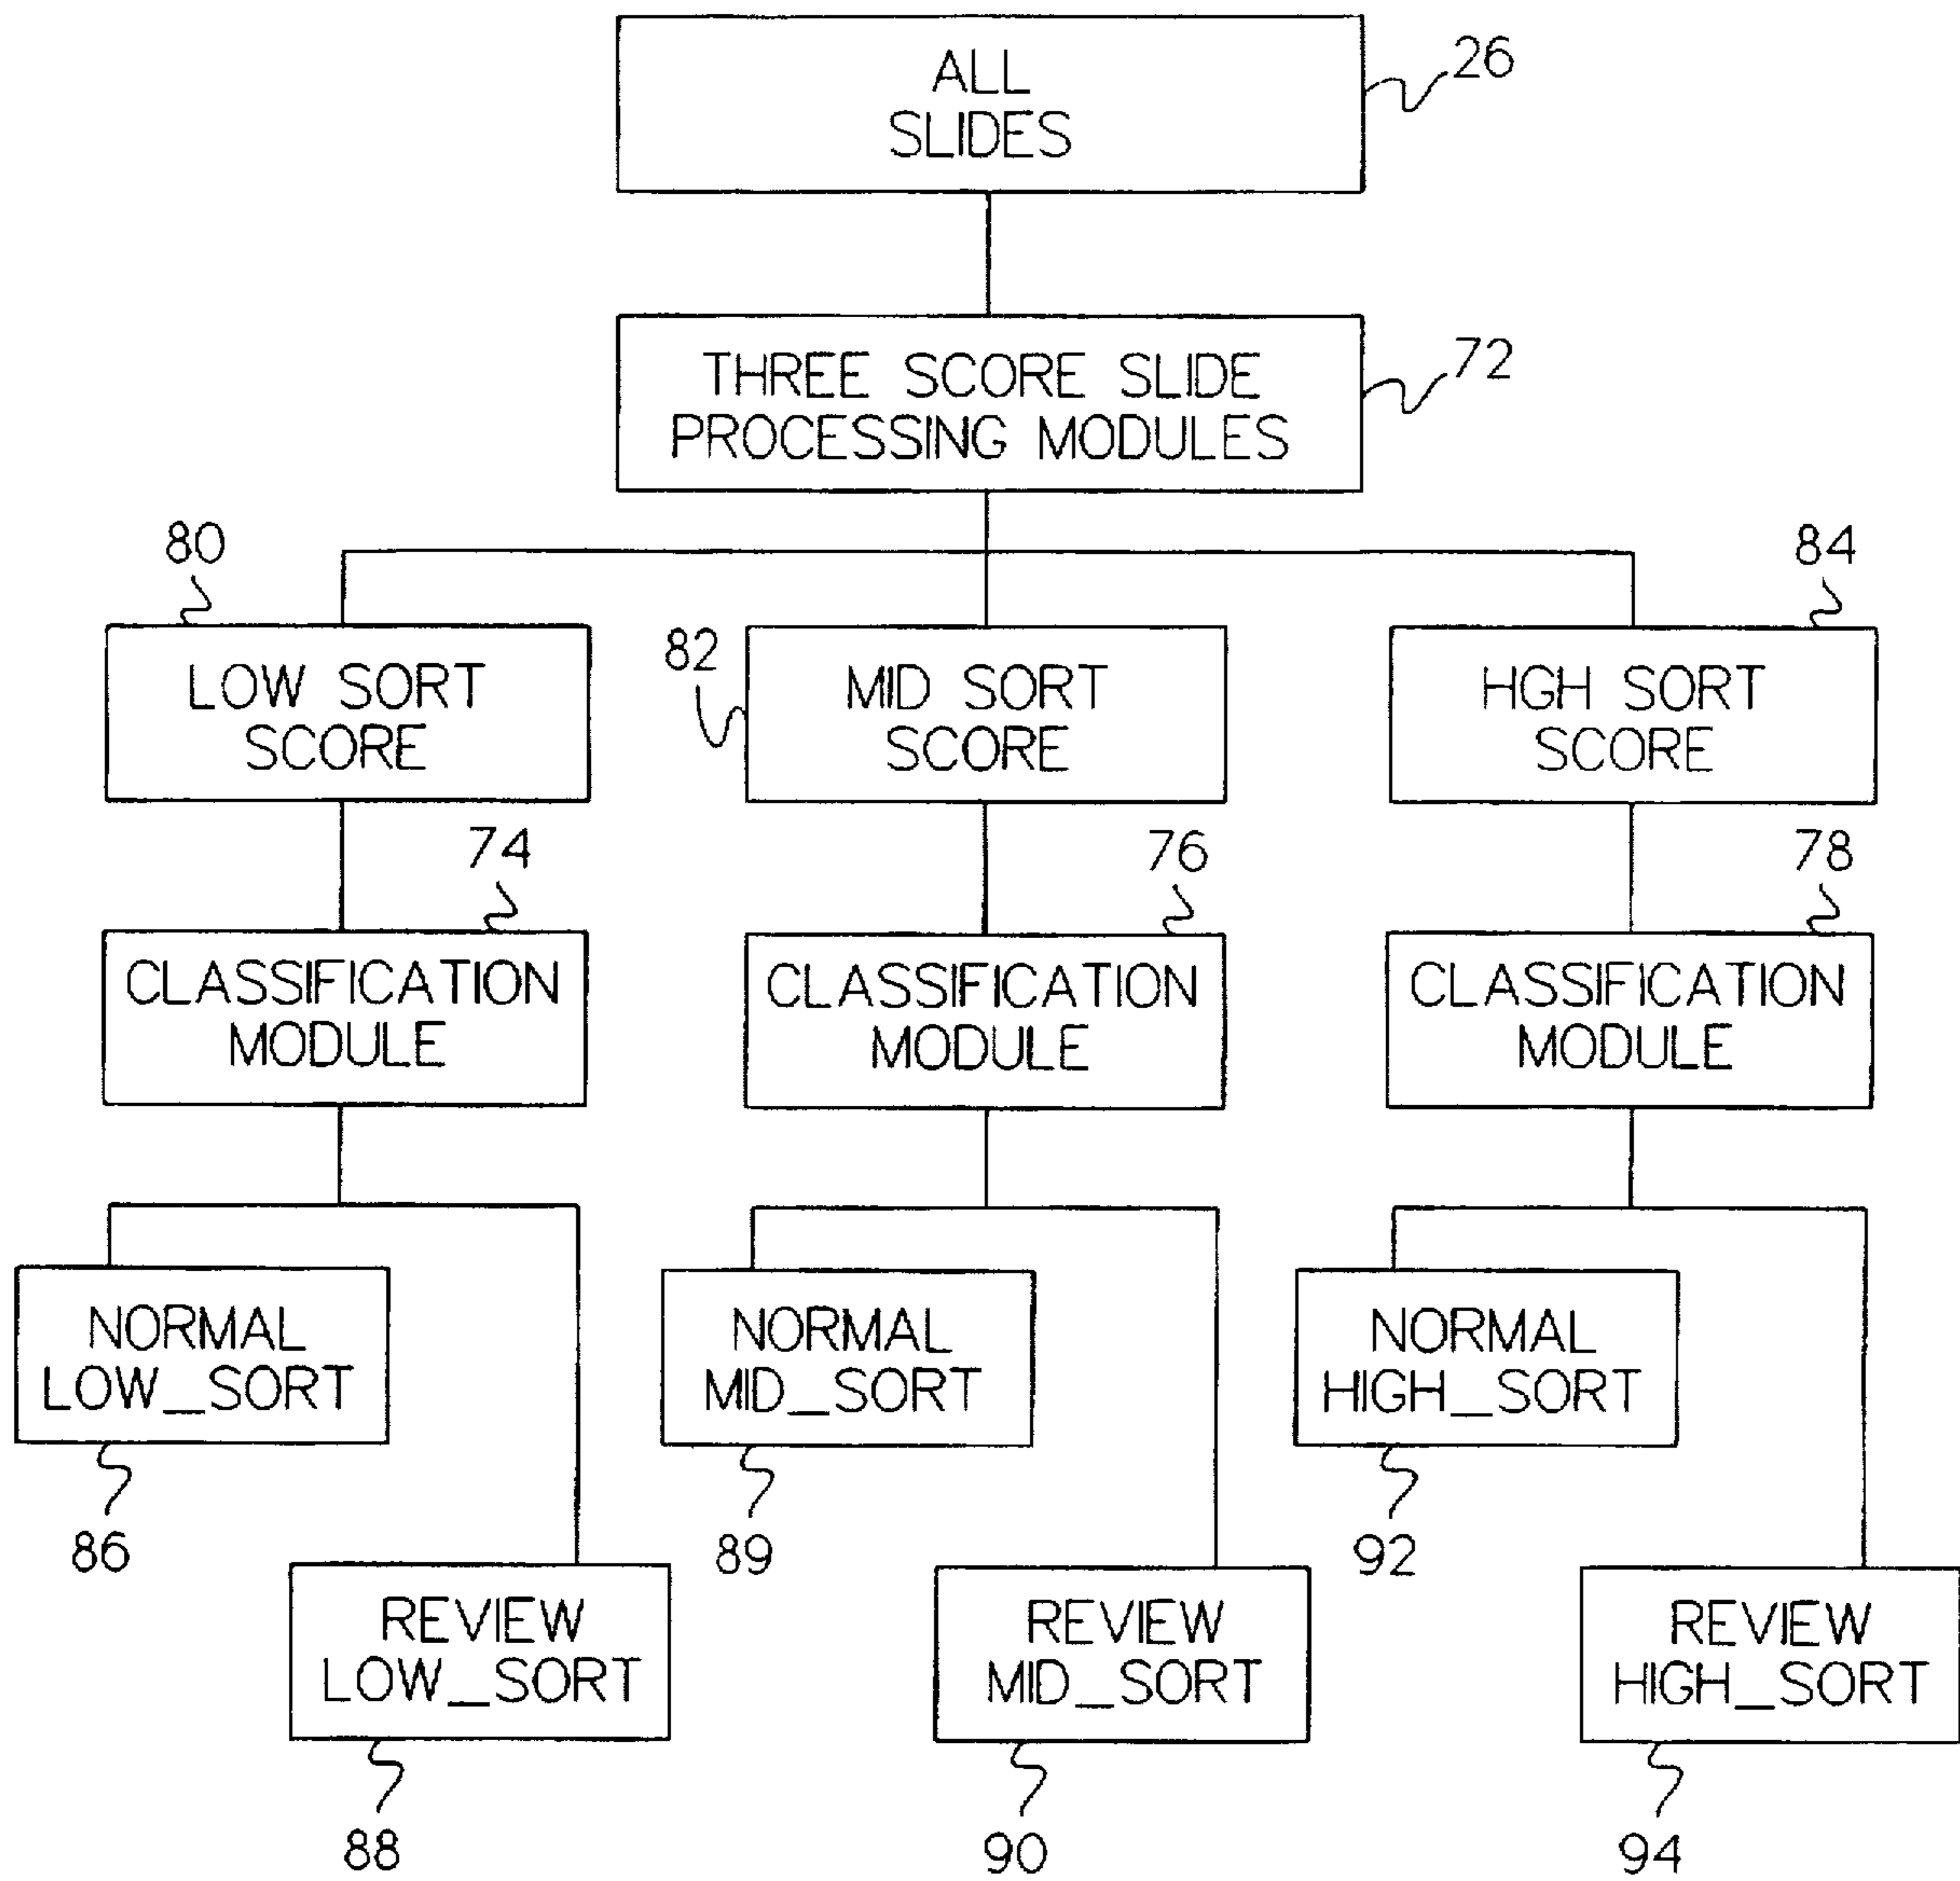 ALL
SLIDES
26
THREE SCORE SLIDE
PROCESSING MODULES
72
80
84
82
LOW SORT
SCORE
MID SORT
SCORE
HGH SORT
SCORE
74
76
78
CLASSIFICATION
MODULE
CLASSIFICATION
MODULE
CLASSIFICATION
MODULE
NORMAL
LOW_SORT
NORMAL
MID_SORT
NORMAL
HIGH_SORT
86
89
92
REVIEW
LOW_SORT
REVIEW
MID_SORT
REVIEW
HIGH_SORT
88
90
94